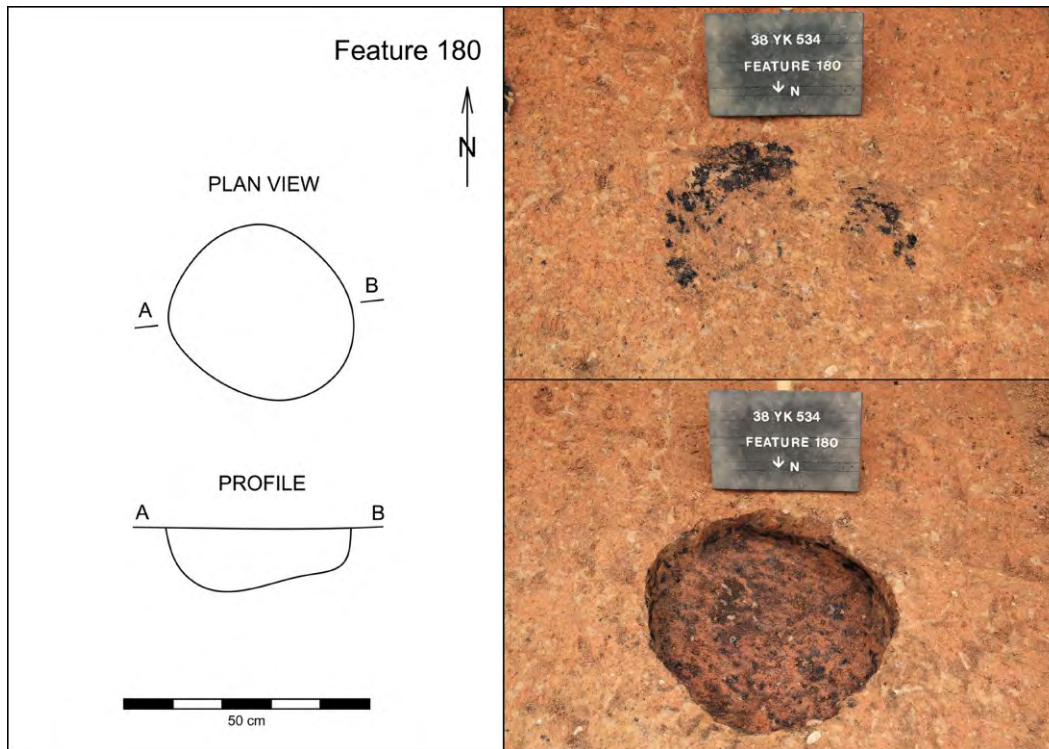 Feature 180
N
PLAN VIEW
A
B
PROFILE
A
B
50 cm
38 YK 534
FEATURE 180
↓ N
38 YK 534
FEATURE 180
↓ N